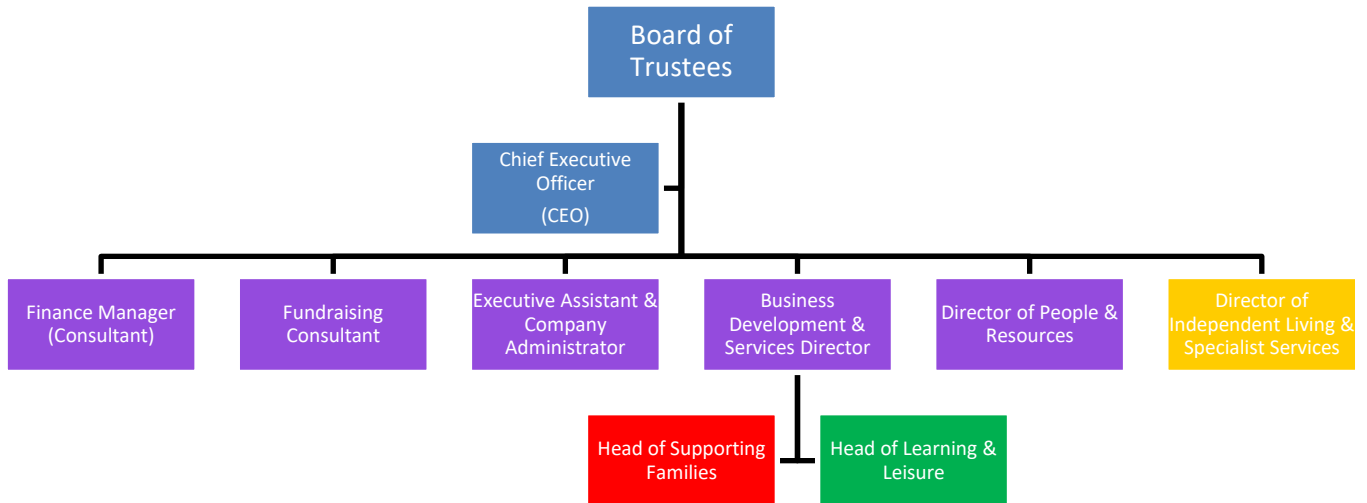 Board of
Trustees
Chief Executive
Officer
(CEO)
Finance Manager
(Consultant)
Fundraising
Consultant
Executive Assistant &
Company
Administrator
Business
Development &
Services Director
Director of People &
Resources
Director of
Independent Living &
Specialist Services
Head of Supporting
Families
Head of Learning &
Leisure